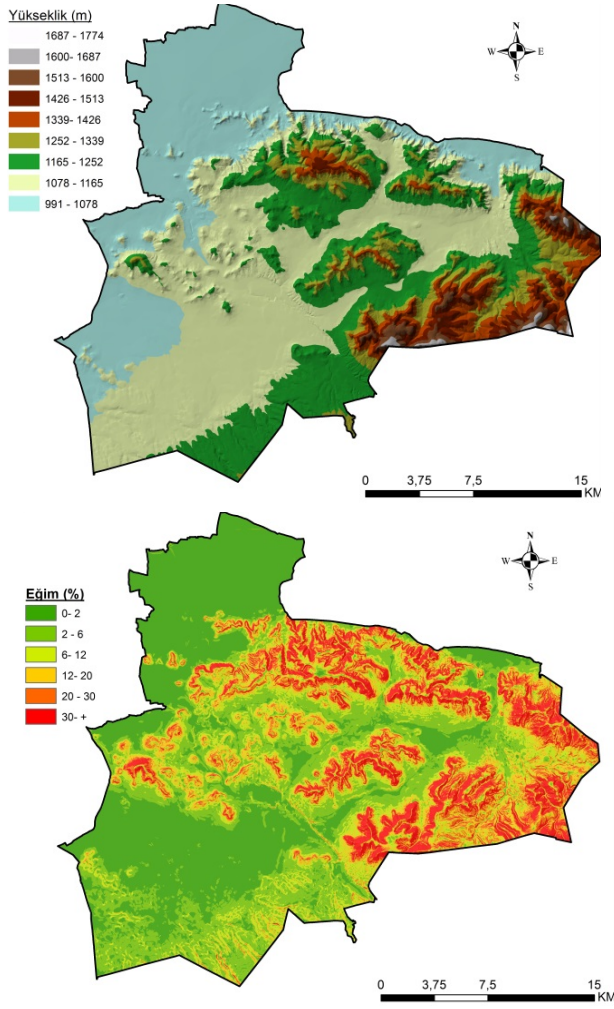 Yükseklik (m)
1687 - 1774
1600- 1687
1513 - 1600
1426 - 1513
1339- 1426
1252 - 1339
1165 - 1252
1078 - 1165
991 - 1078
N
W E
S
0 3,75 7,5 15
KM
Eğim (%)
0- 2
2 - 6
6 - 12
12- 20
20 - 30
30- +
N
W E
S
0 3,75 7,5 15
KM